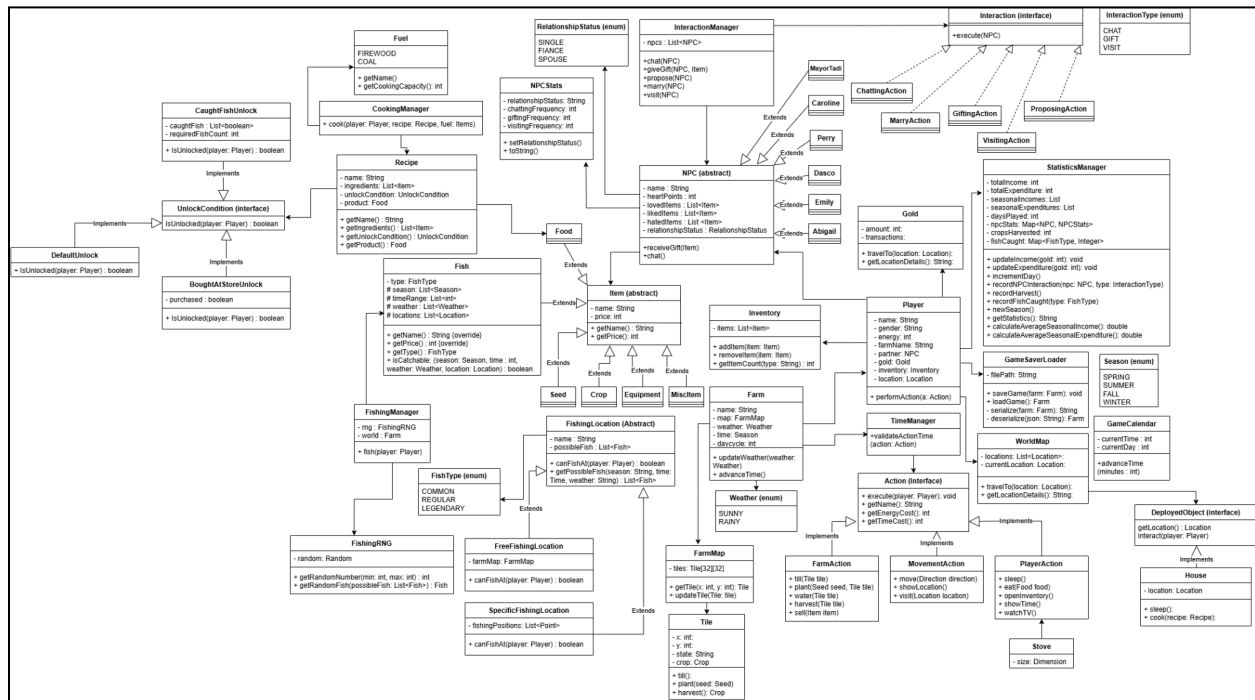 Fuel
FIREWOOD
COAL
+ getName()
+ getCookingCapacity(): int
CaughtFishUnlock
- caughtFish : List<boolean>
- requiredFishCount: int
+ IsUnlocked(player: Player) : boolean
CookingManager
+ cook(player: Player, recipe: Recipe, fuel: Items)
Implements
UnlockCondition (interface)
IsUnlocked(player: Player) : boolean
Implements
DefaultUnlock
+ IsUnlocked(player: Player) : boolean
Implements
BoughtAtStoreUnlock
- purchased : boolean
+ IsUnlocked(player: Player) : boolean
Recipe
- name : String
- ingredients : List<Item>
- unlockCondition : UnlockCondition
- product : Food
+ getName() : String
+ getIngredients() : List<Item>
+ getUnlockCondition() : UnlockCondition
+ getProduct() : Food
RelationshipStatus (enum)
SINGLE
FIANCE
SPOUSE
NPCStats
- relationshipStatus: String
- chattingFrequency: int
- giftingFrequency: int
- visitingFrequency: int
+ setRelationshipStatus()
+ toString()
InteractionManager
- npcs : List<NPC>
+chat(NPC)
+giveGift(NPC, Item)
+propose(NPC)
+marry(NPC)
+visit(NPC)
Interaction (interface)
+execute(NPC)
InteractionType (enum)
CHAT
GIFT
VISIT
ChattingAction
MarryAction
GiftingAction
VisitingAction
ProposingAction
MayorTadi
Caroline
Perry
Dasco
Emily
Abigail
Extends
Extends
Extends
Extends
Extends
Extends
NPC (abstract)
- name : String
- heartPoints : int
- lovedItems : List<Item>
- likedItems : List<Item>
- hatedItems : List <Item>
- relationshipStatus : RelationshipStatus
+receiveGift(Item)
+chat()
Food
Extends
Fish
- type: FishType
# season: List<Season>
# timeRange: List<int>
# weather : List<Weather>
# locations: List<Location>
+ getName() : String {override}
+ getPrice() : int {override}
+ getType() : FishType
+ isCatchable: (season: Season, time : int,
weather: Weather, location: Location) : boolean
Extends
Item (abstract)
- name : String
- price: int
+ getName() : String
+ getPrice(): int
Extends
Extends
Extends
Extends
Seed
Crop
Equipment
MiscItem
StatisticsManager
- totalIncome: int
- totalExpenditure: int
- seasonalIncomes: List
- seasonalExpenditures: List
- daysPlayed: int
- npcStats: Map<NPC, NPCStats>
- cropsHarvested: int
- fishCaught: Map<FishType, Integer>
+ updateIncome(gold: int): void
+ updateExpenditure(gold: int): void
+ incrementDay()
+ recordNPCInteraction(npc: NPC, type: InteractionType)
+ recordHarvest()
+ recordFishCaught(type: FishType)
+ newSeason()
+ getStatistics(): String
+ calculateAverageSeasonalIncome(): double
+ calculateAverageSeasonalExpenditure(): double
Gold
- amount: int:
- transactions:
+ travelTo(location: Location):
+ getLocationDetails(): String:
Inventory
- items: List<item>
+ addItem(item: Item)
+ removeItem(item: Item)
+ getItemCount(type: String) : int
Player
- name: String
- gender: String
- energy: int
- farmName: String
- partner: NPC
- gold: Gold
- inventory: Inventory
- location: Location
+ performAction(a: Action)
GameSaverLoader
- filePath: String
+ saveGame(farm: Farm): void
+ loadGame(): Farm
- serialize(farm: Farm): String
- deserialize(json: String): Farm
Season (enum)
SPRING
SUMMER
FALL
WINTER
GameCalendar
- currentTime : int
- currentDay : int
+advanceTime
(minutes : int)
FishingManager
- rng : FishingRNG
- world : Farm
+ fish(player: Player)
FishingLocation (Abstract)
- name : String
- possibleFish : List<Fish>
+ canFishAt(player: Player) : boolean
+ getPossibleFish(season: String, time:
Time, weather: String) : List<Fish>
FishType (enum)
COMMON
REGULAR
LEGENDARY
Extends
Extends
FishingRNG
- random: Random
+ getRandomNumber(min: int, max: int) : int
+ getRandomFish(possibleFish: List<Fish>) : Fish
FreeFishingLocation
- farmMap: FarmMap
+ canFishAt(player: Player) : boolean
SpecificFishingLocation
- fishingPositions: List<Point>
+ canFishAt(player: Player) : boolean
Farm
- name: String
- map: FarmMap
- weather: Weather
- time: Season
- daycycle: int
+ updateWeather(weather:
Weather)
+ advanceTime()
Weather (enum)
SUNNY
RAINY
FarmMap
- tiles: Tile[32][32]
+ getTile(x: int, y: int): Tile
+ updateTile(Tile: tile)
Tile
- x: int:
- y: int:
- state: String
- crop: Crop
+ till():
+ plant(seed: Seed)
+ harvest(): Crop
TimeManager
+validateActionTime
(action: Action)
Action (Interface)
+ execute(player: Player): void
+ getName(): String
+ getEnergyCost(): int
+ getTimeCost(): int
Implements
Implements
Implements
FarmAction
+ till(Tile tile)
+ plant(Seed seed, Tile tile)
+ water(Tile tile)
+ harvest(Tile tile)
+ sell(Item item)
MovementAction
+ move(Direction direction)
+ showLocation()
+ visit(Location location)
PlayerAction
+ sleep()
+ eat(Food food)
+ openInventory()
+ showTime()
+ watchTV()
Stove
- size: Dimension
WorldMap
- locations: List<Location>:
- currentLocation: Location:
+ travelTo(location: Location):
+ getLocationDetails(): String:
DeployedObject (interface)
getLocation() : Location
interact(player: Player)
Implements
House
- location: Location
+ sleep():
+ cook(recipe: Recipe):